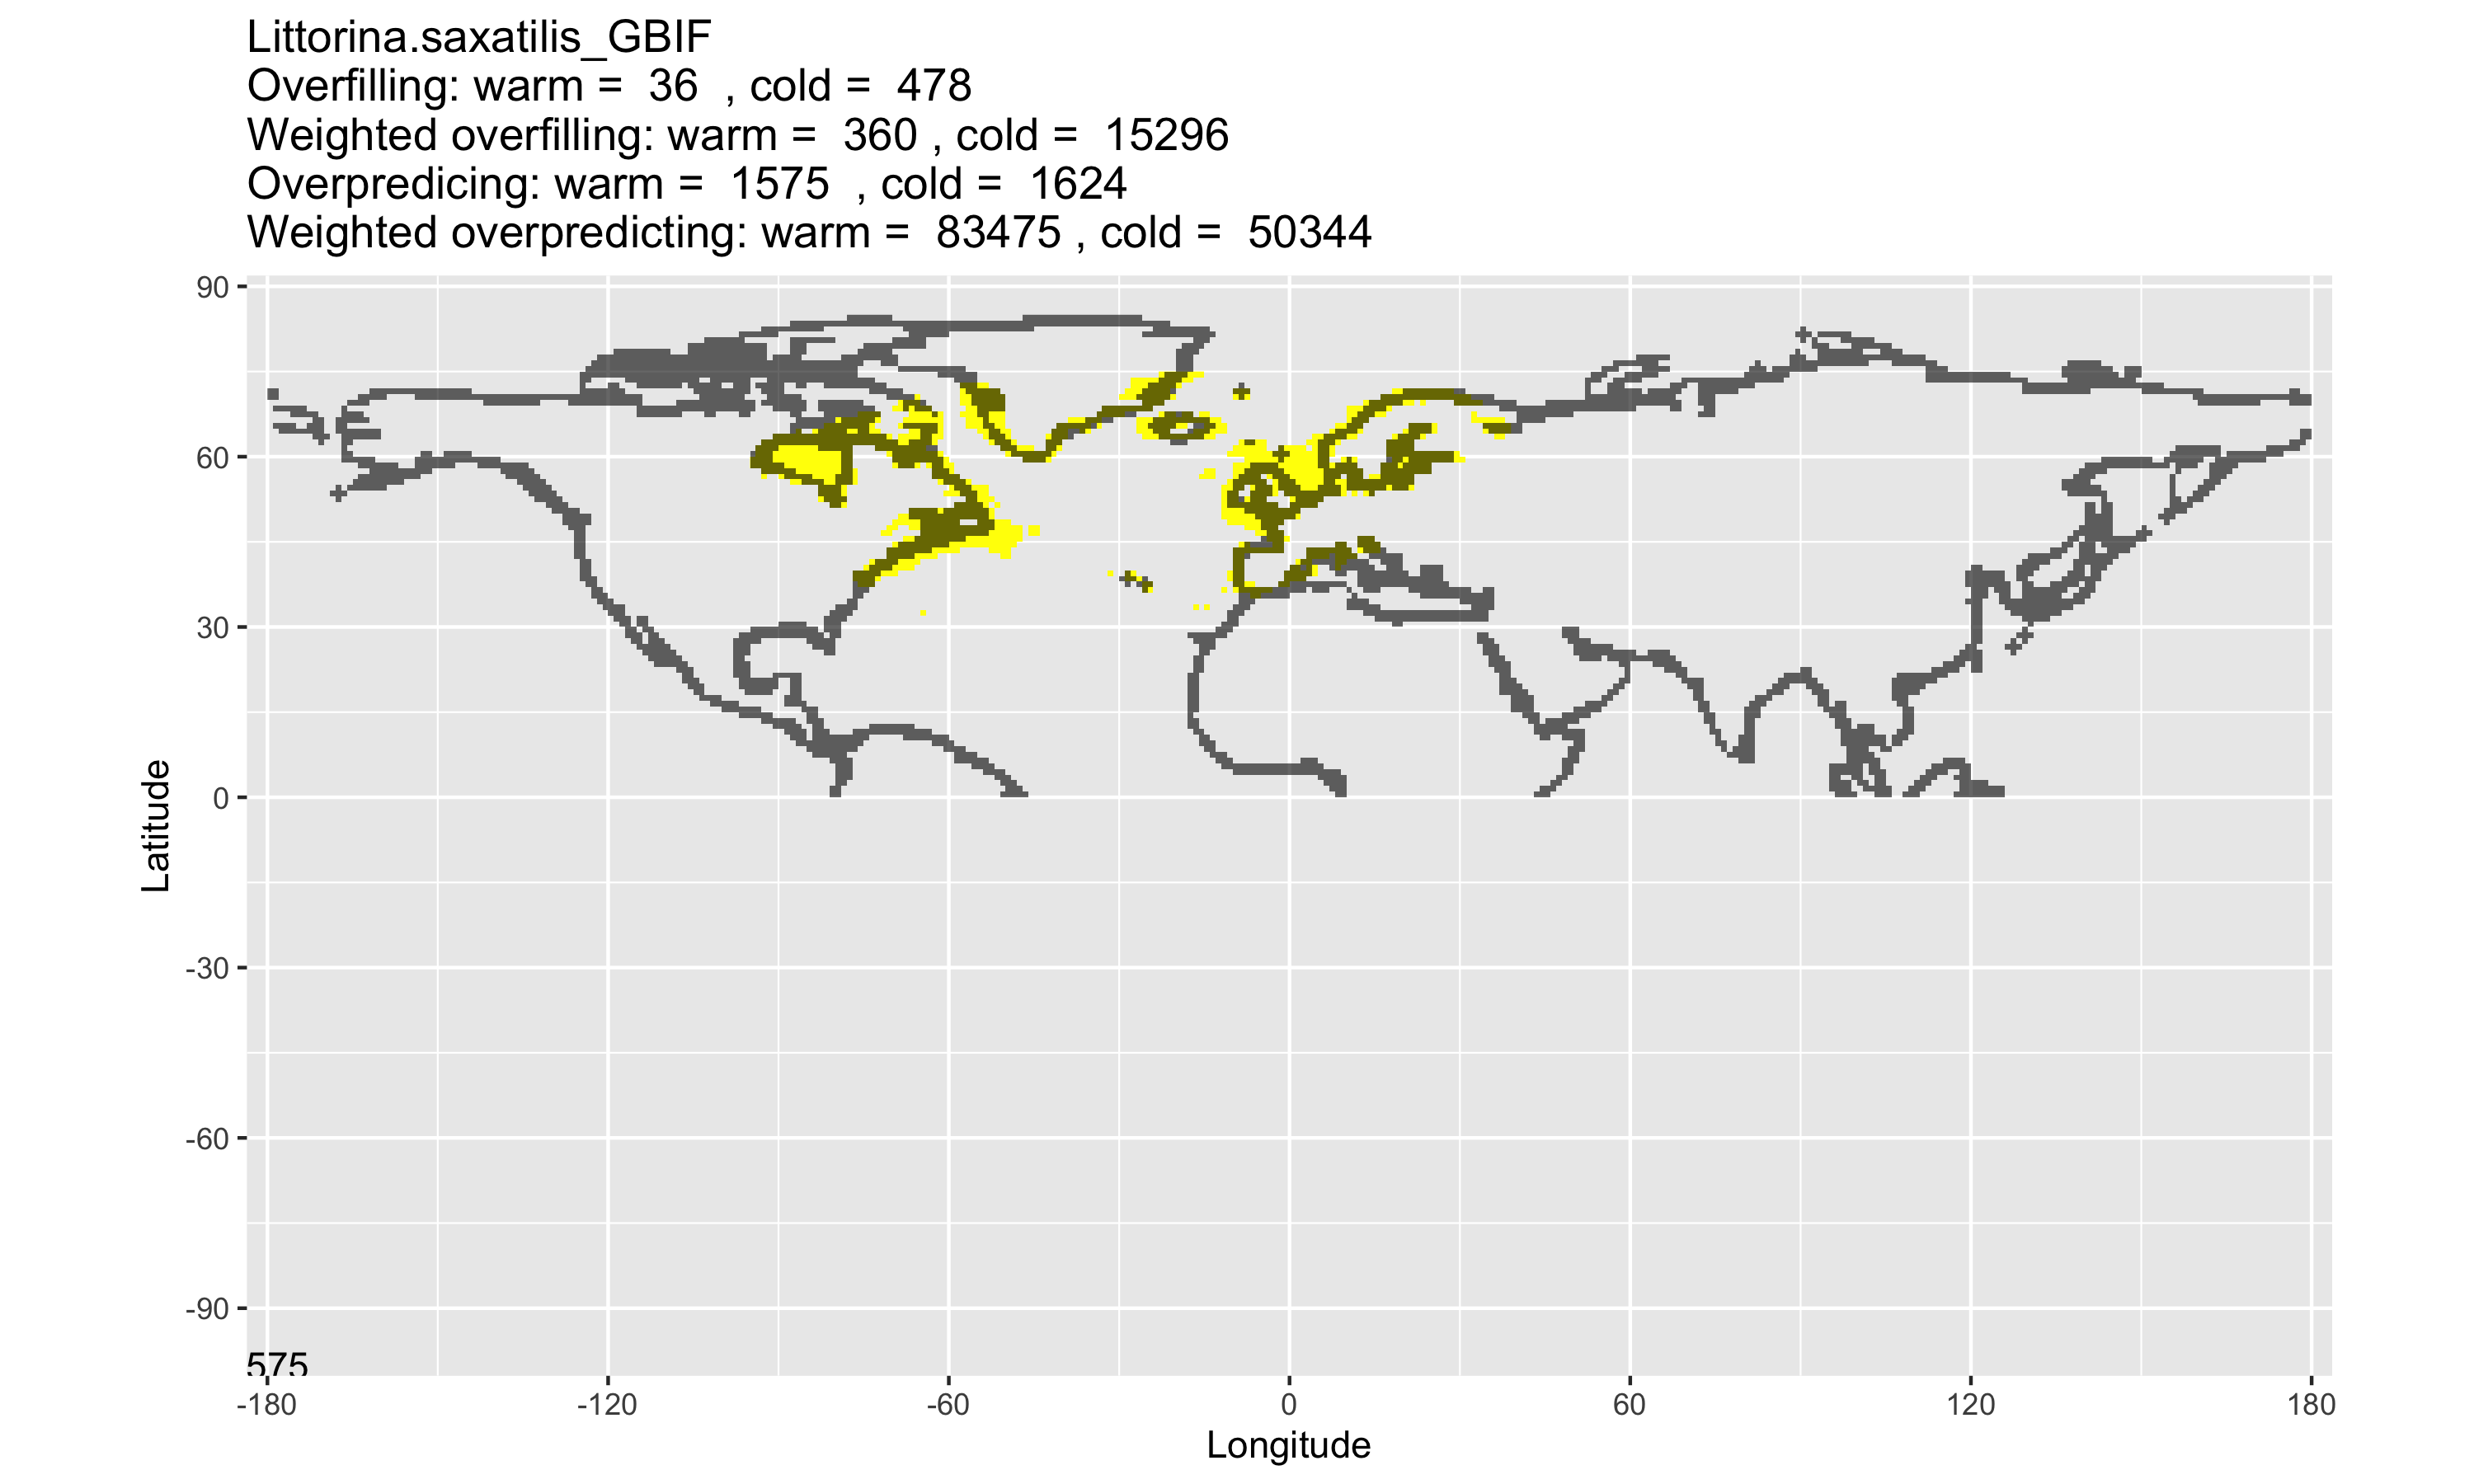 Littorina.saxatilis_GBIF
Overfilling: warm =  36  , cold =  478
Weighted overfilling: warm =  360 , cold =  15296
Overpredicing: warm =  1575  , cold =  1624
Weighted overpredicting: warm =  83475 , cold =  50344
90
60
30
0
-30
-60
-90
Latitude
575
-180
-120
-60
0
60
120
180
Longitude